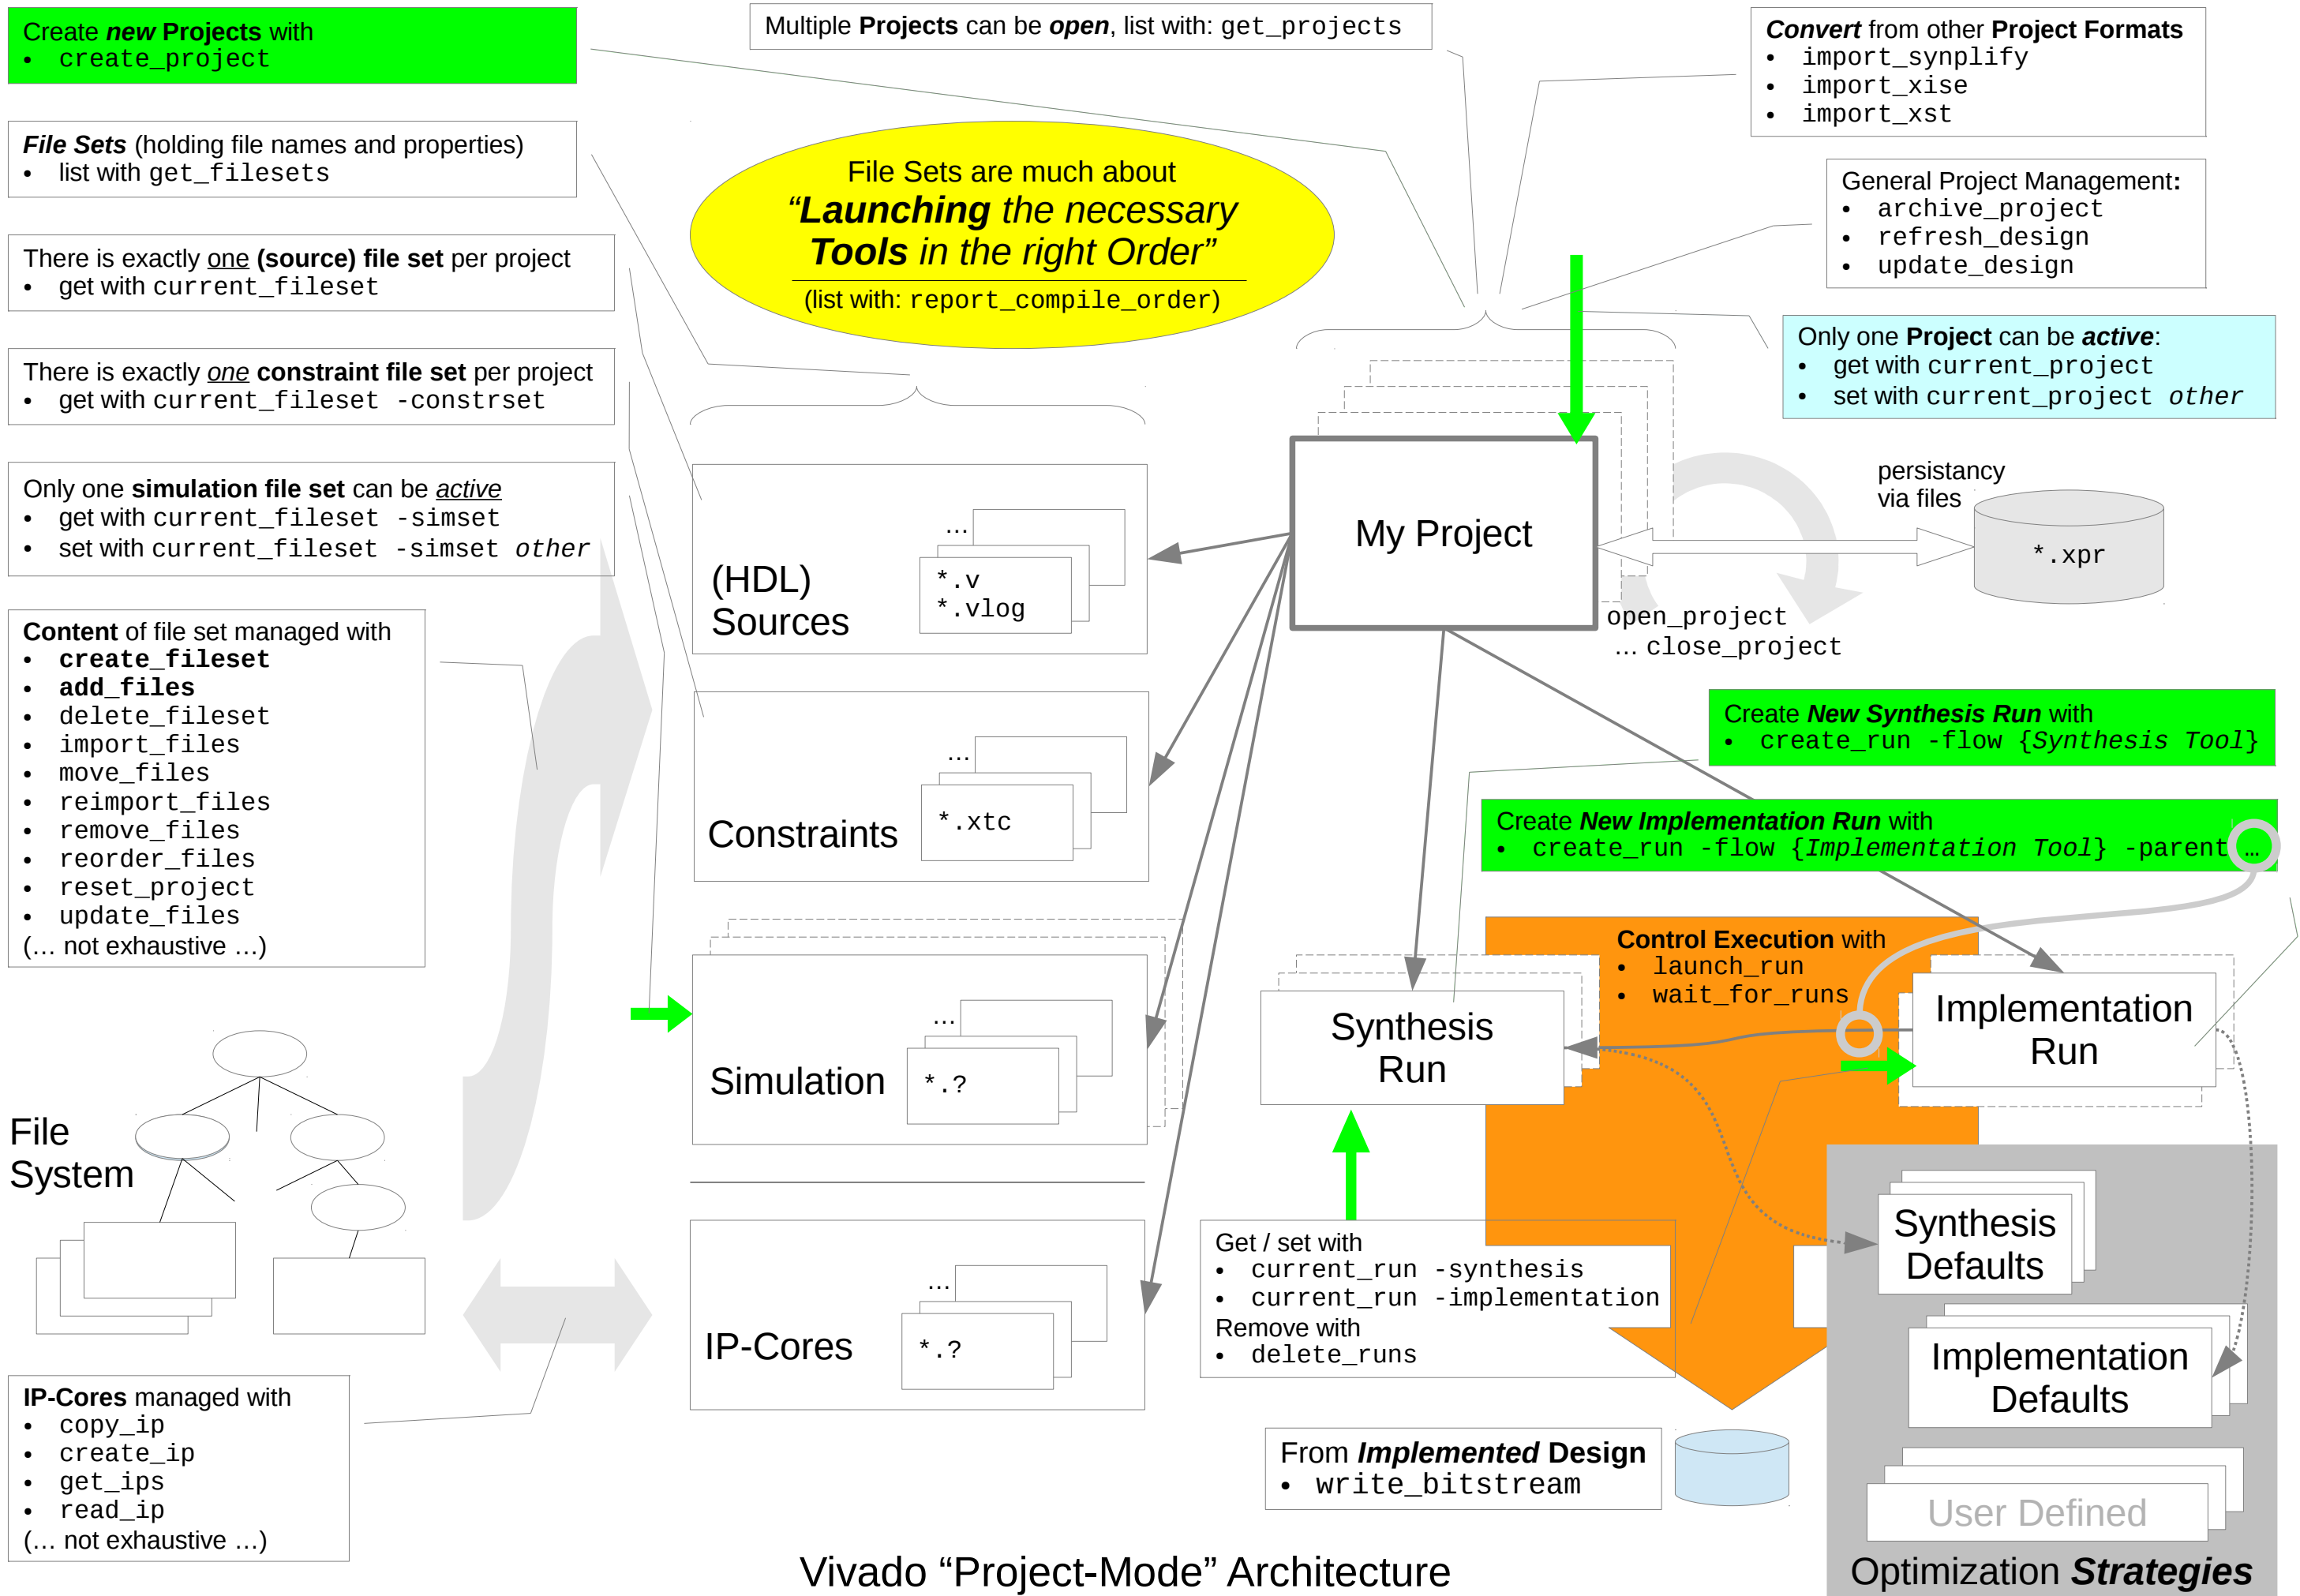 Create new Projects with
• create_project
Multiple Projects can be open, list with: get_projects
Convert from other Project Formats
• import_synplify
• import_xise
• import_xst
File Sets (holding file names and properties)
• list with get_filesets
File Sets are much about
“Launching the necessary
Tools in the right Order”
(list with: report_compile_order)
General Project Management:
• archive_project
• refresh_design
• update_design
There is exactly one (source) file set per project
• get with current_fileset
Only one Project can be active:
• get with current_project
• set with current_project other
There is exactly one constraint file set per project
• get with current_fileset -constrset
Only one simulation file set can be active
• get with current_fileset -simset
• set with current_fileset -simset other
(HDL)
Sources
...
*.v
*.vlog
My Project
persistancy
via files
*.xpr
open_project
... close_project
Content of file set managed with
• create_fileset
• add_files
• delete_fileset
• import_files
• move_files
• reimport_files
• remove_files
• reorder_files
• reset_project
• update_files
(... not exhaustive ...)
Constraints
...
*.xtc
Create New Synthesis Run with
• create_run -flow {Synthesis Tool}
Create New Implementation Run with
• create_run -flow {Implementation Tool} -parent ...
Control Execution with
• launch_run
• wait_for_runs
Simulation
...
*.?
Synthesis
Run
Implementation
Run
File
System
IP-Cores
...
*.?
Get / set with
• current_run -synthesis
• current_run -implementation
Remove with
• delete_runs
Synthesis
Defaults
Implementation
Defaults
User Defined
Optimization Strategies
IP-Cores managed with
• copy_ip
• create_ip
• get_ips
• read_ip
(... not exhaustive ...)
From Implemented Design
• write_bitstream
Vivado “Project-Mode” Architecture